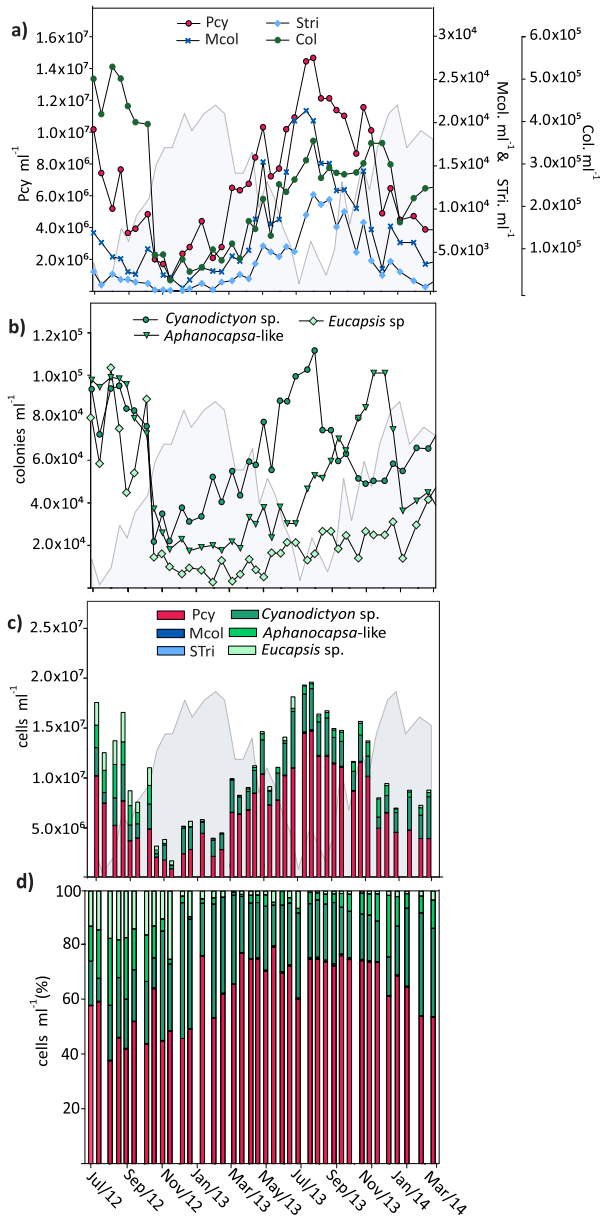 a)
Pcy Stri
Mcol Col
1.6x10⁷
1.4x10⁷
1.2x10⁷
1.0x10⁷
8.0x10⁶
6.0x10⁶
4.0x10⁶
2.0x10⁶
Pcy ml⁻¹
3x10⁴
2.5x10⁴
2x10⁴
1.5x10⁴
1x10⁴
5.0x10³
Mcol. ml⁻¹ & STri. ml⁻¹
6.0x10⁵
5.0x10⁵
4.0x10⁵
3.0x10⁵
2.0x10⁵
1.0x10⁵
Col. ml⁻¹
b)
Cyanodictyon sp. Eucapsis sp
Aphanocapsa-like
1.2x10⁵
1.0x10⁵
8.0x10⁴
6.0x10⁴
4.0x10⁴
2.0x10⁴
colonies ml⁻¹
c)
Pcy Cyanodictyon sp.
Mcol Aphanocapsa-like
STri Eucapsis sp.
2.5x10⁷
2.0x10⁷
1.5x10⁷
1.0x10⁷
5.0x10⁶
cells ml⁻¹
d)
100
80
60
40
20
cells ml⁻¹(%)
Jul/12 Sep/12 Nov/12 Jan/13 Mar/13 May/13 Jul/13 Sep/13 Nov/13 Jan/14 Mar/14